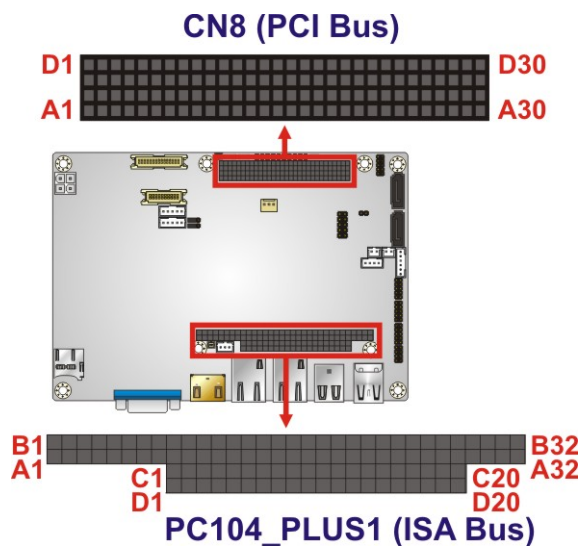 CN8 (PCI Bus)
D1 D30
A1 A30
B1 B32
A1 A32
C1 C20
D1 D20
PC104_PLUS1 (ISA Bus)